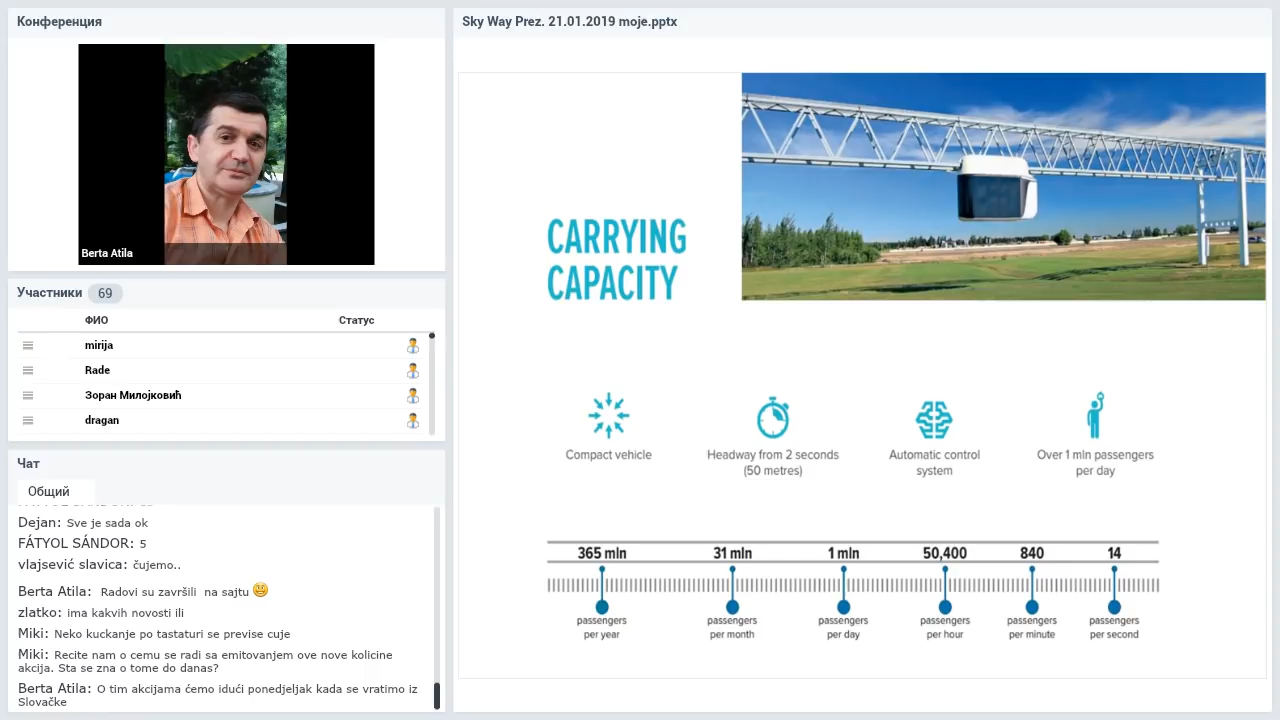 Конференция
Berta Atila
Участники 69
ФИО Статус
mirija
Rade
Зоран Милојковић
dragan
Чат
Общий
Dejan: Sve je sada ok
FÁTYOL SÁNDOR: 5
vlajsević slavica: čujemo..
Berta Atila: Radovi su završili na sajtu
zlatko: ima kakvih novosti ili
Miki: Neko kuckanje po tastaturi se previse cuje
Miki: Recite nam o cemu se radi sa emitovanjem ove nove kolicine
akcija. Sta se zna o tome do danas?
Berta Atila: O tim akcijama ćemo idući ponedjeljak kada se vratimo iz
Slovačke
Sky Way Prez. 21.01.2019 moje.pptx
CARRYING
CAPACITY
Compact vehicle
Headway from 2 seconds
(50 metres)
Automatic control
system
Over 1 mln passengers
per day
365 mln 31 mln 1 mln 50,400 840 14
passengers passengers passengers passengers passengers passengers
per year per month per day per hour per minute per second